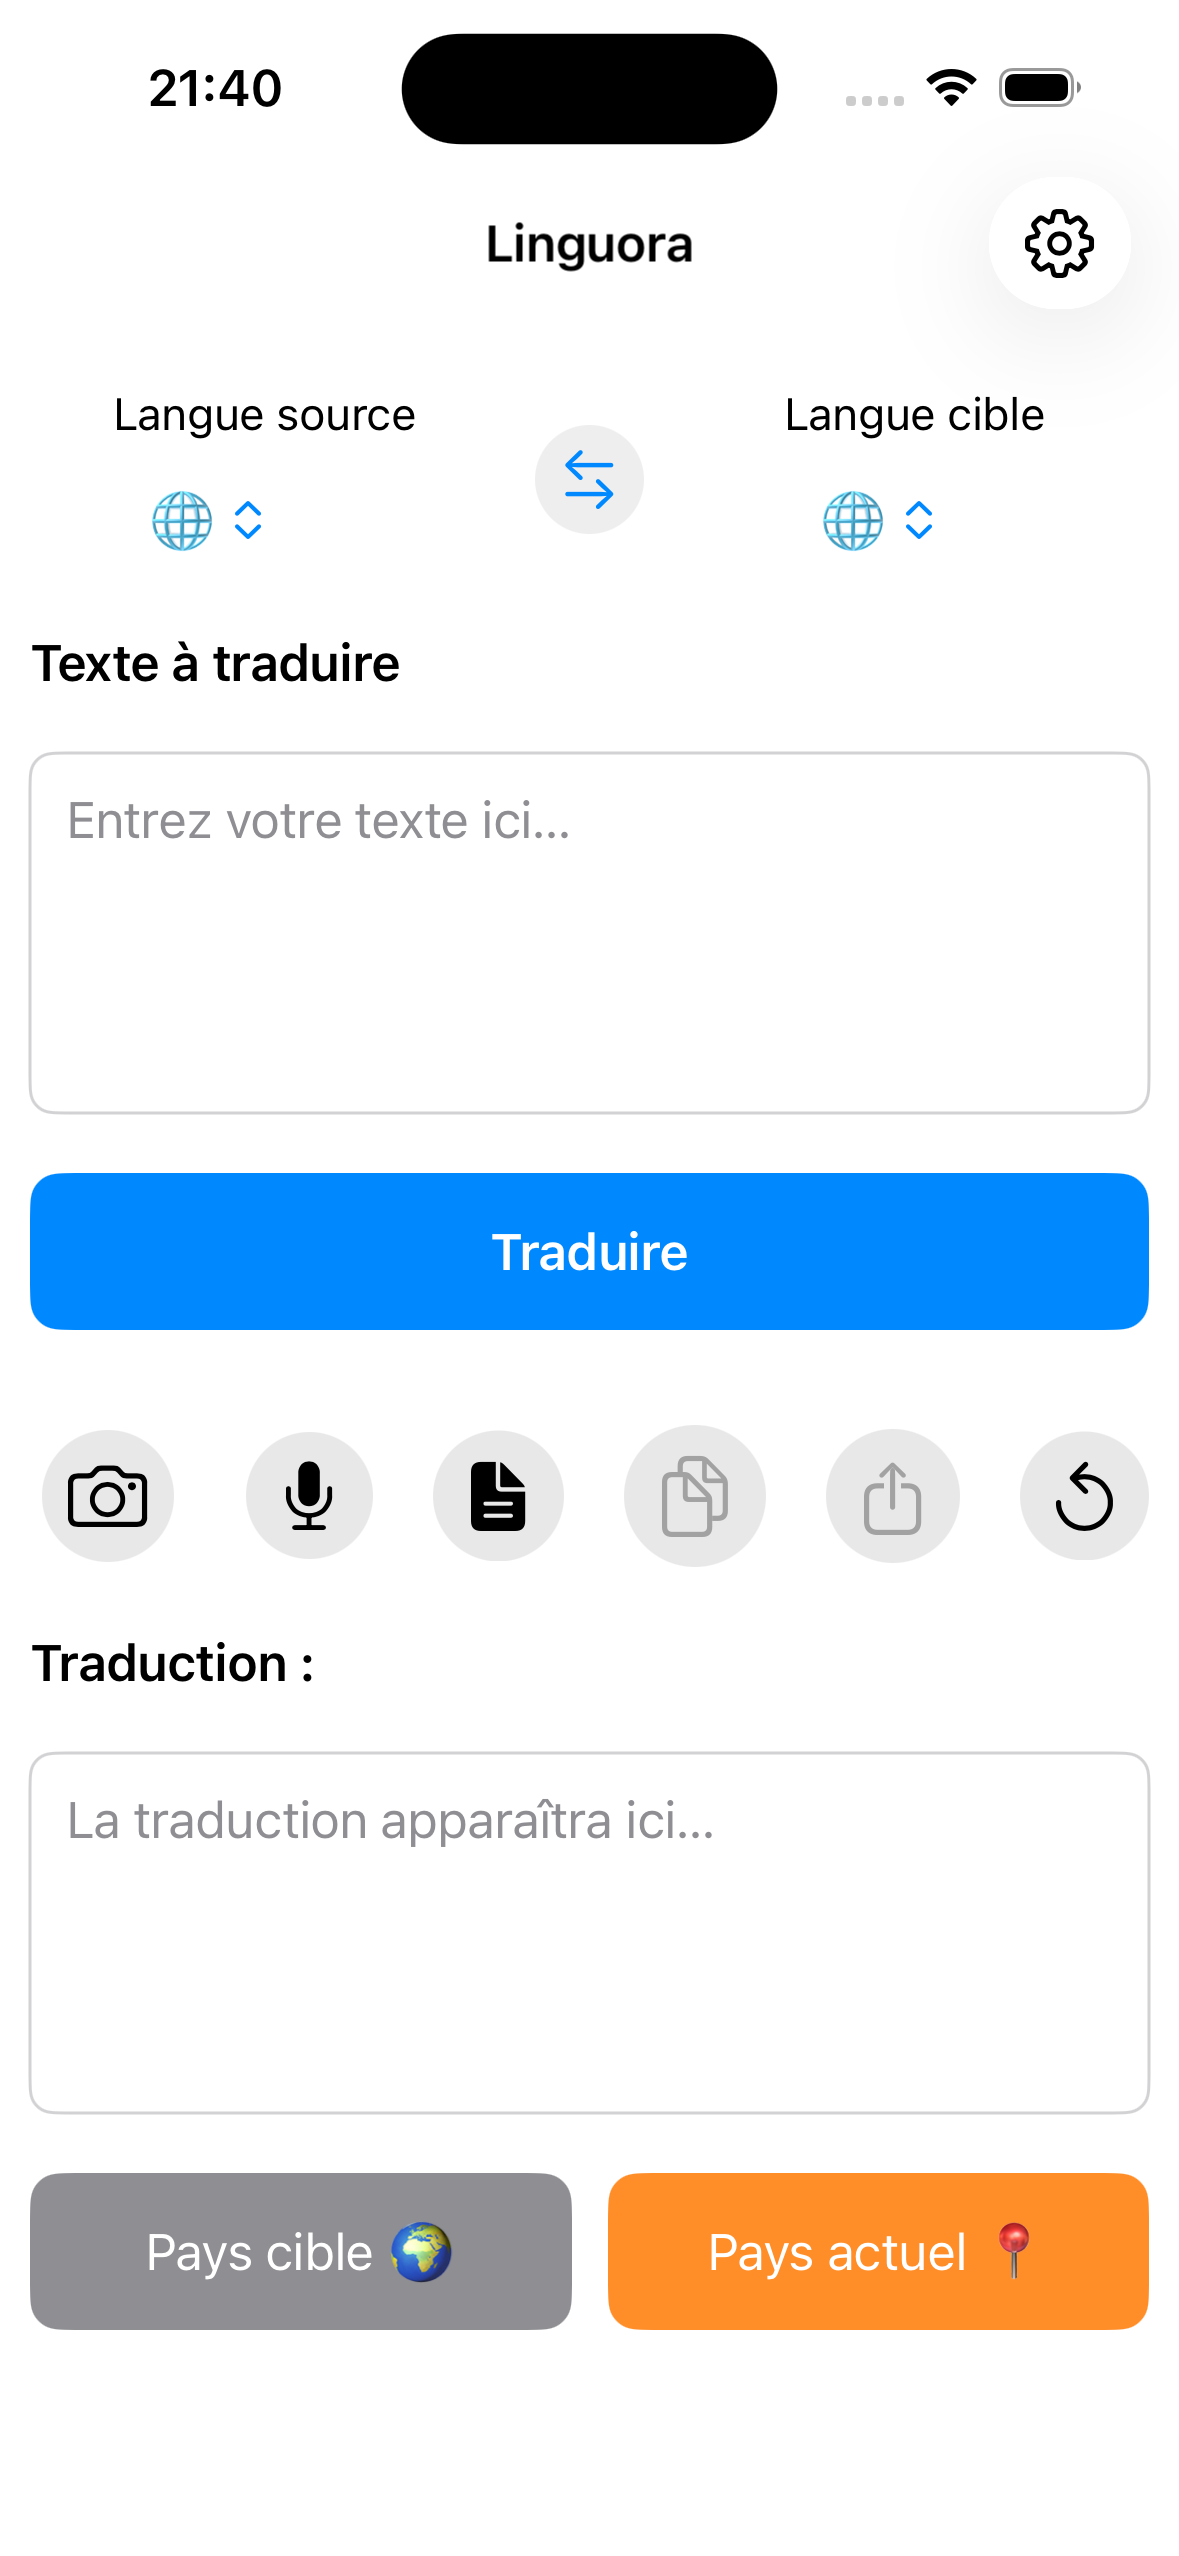 21:40
Linguora
Langue source
Langue cible
Texte à traduire
Entrez votre texte ici...
Traduire
Traduction :
La traduction apparaîtra ici...
Pays cible 🌍
Pays actuel 📍